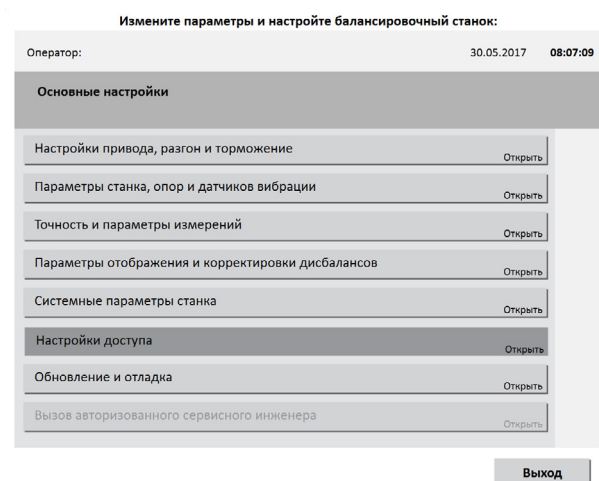 Измените параметры и настройте балансировочный станок:
Оператор: 30.05.2017 08:07:09
Основные настройки
Настройки привода, разгон и торможение Открыть
Параметры станка, опор и датчиков вибрации Открыть
Точность и параметры измерений Открыть
Параметры отображения и корректировки дисбалансов Открыть
Системные параметры станка Открыть
Настройки доступа Открыть
Обновление и отладка Открыть
Вызов авторизованного сервисного инженера Открыть
Выход